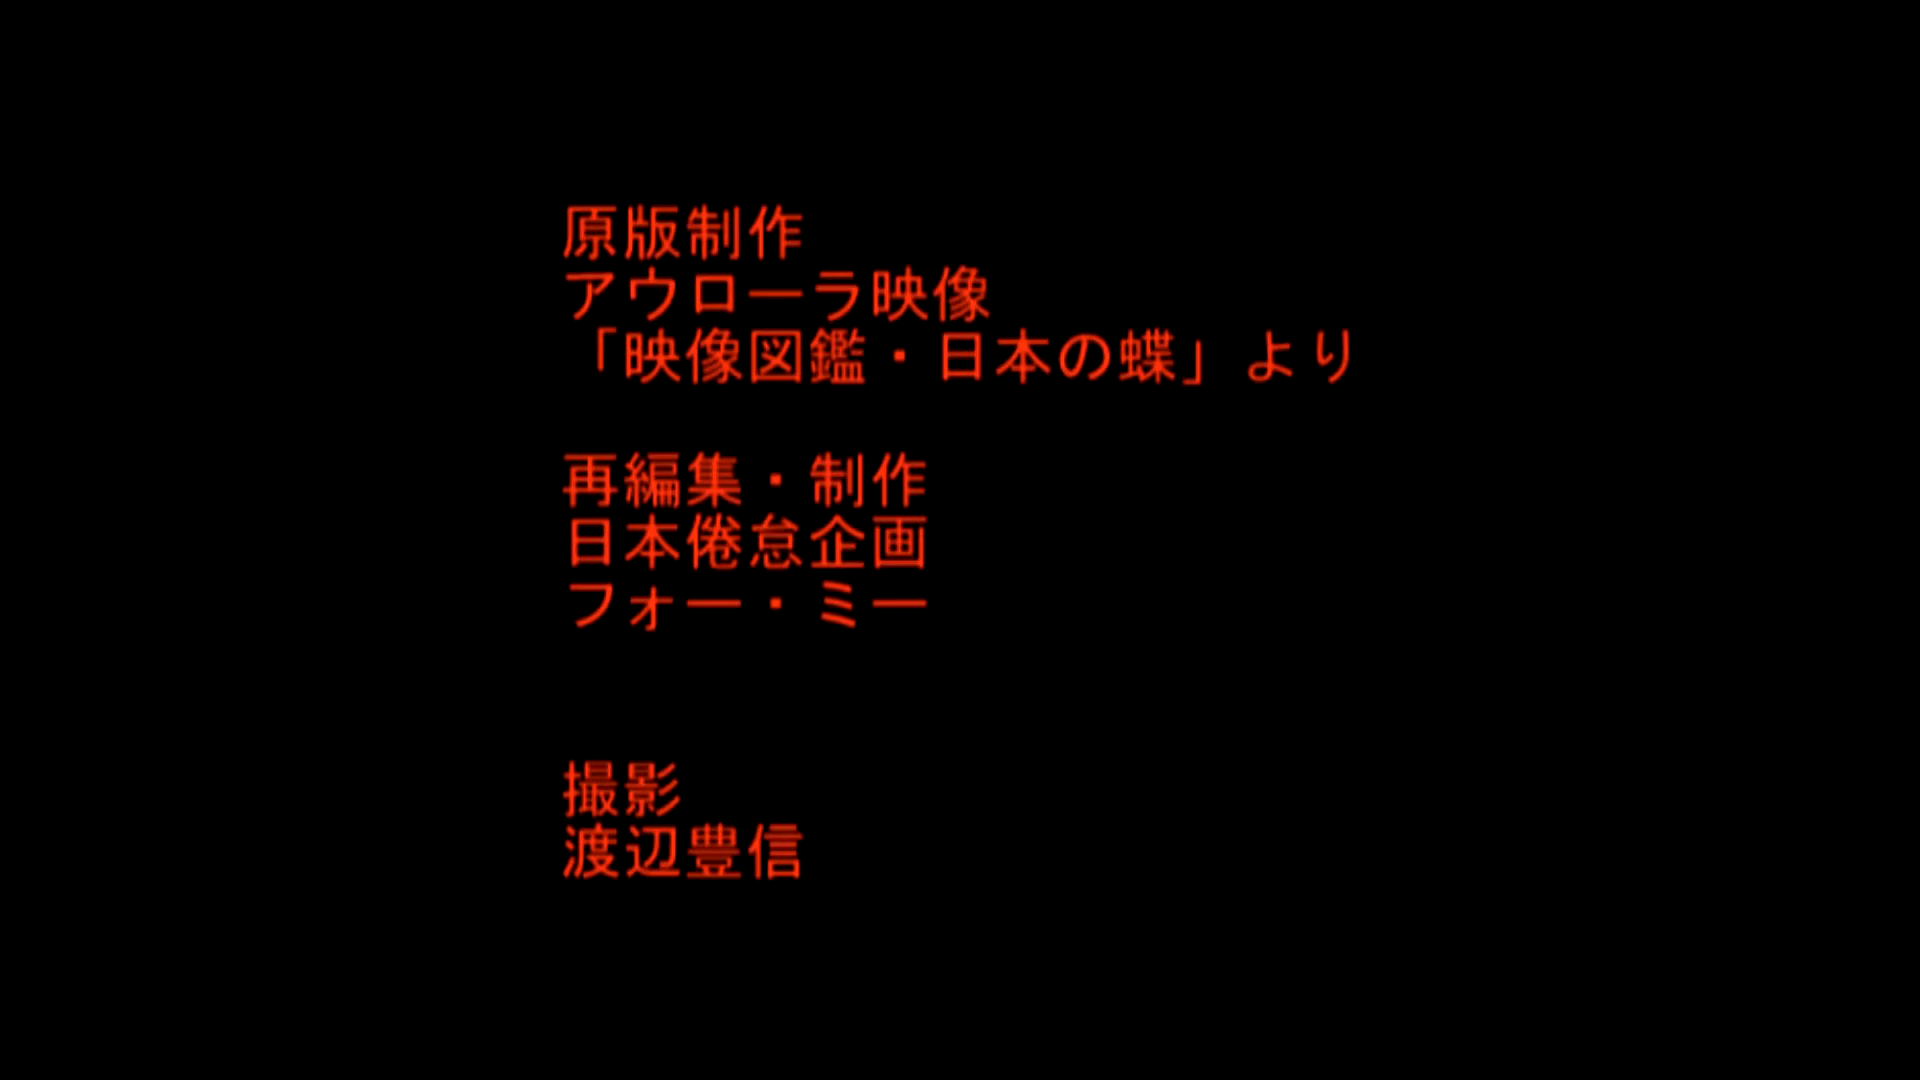 原版制作
アウローラ映像
「映像図鑑・日本の蝶」より
再編集・制作
日本倦怠企画
フォー・ミー
撮影
渡辺豊信